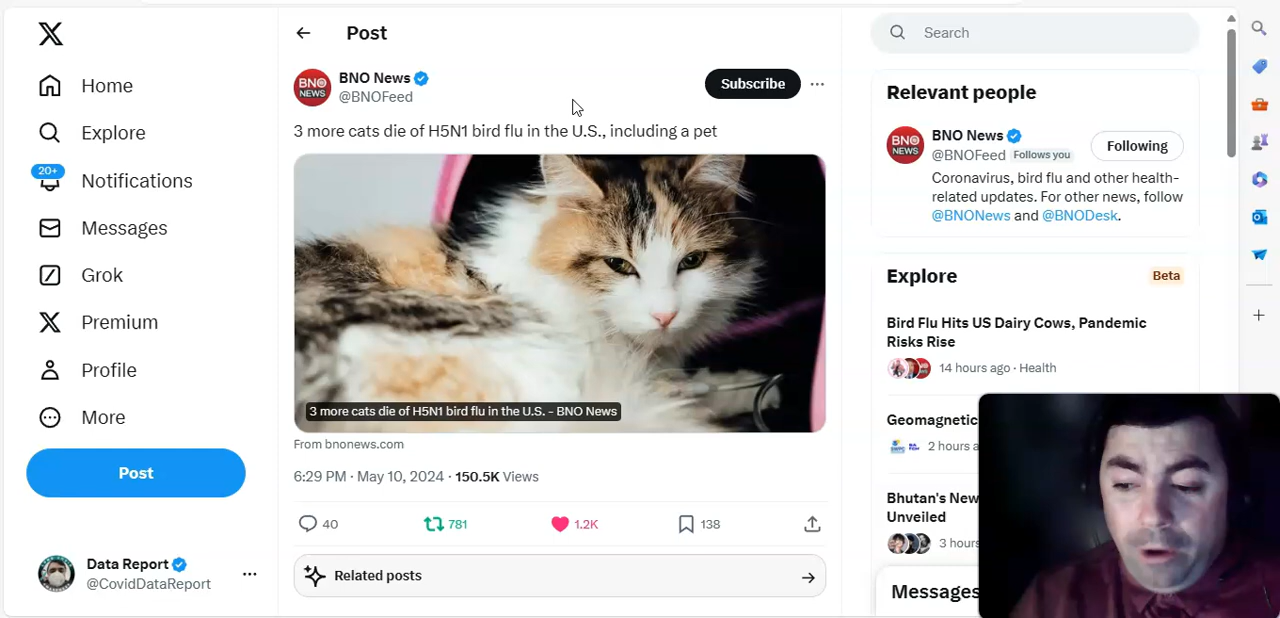 Home
Explore
20+
Notifications
Messages
Grok
Premium
Profile
More
Post
Data Report
@CovidDataReport
Post
BNO NEWS
BNO News
@BNOFeed
Subscribe
3 more cats die of H5N1 bird flu in the U.S., including a pet
3 more cats die of H5N1 bird flu in the U.S. - BNO News
From bnonews.com
6:29 PM · May 10, 2024 · 150.5K Views
40
781
1.2K
138
Related posts
Search
Relevant people
BNO NEWS
BNO News
@BNOFeed Follows you
Following
Coronavirus, bird flu and other health-
related updates. For other news, follow
@BNONews and @BNODesk.
Explore
Beta
Bird Flu Hits US Dairy Cows, Pandemic
Risks Rise
14 hours ago · Health
Geomagnetic
2 hours a
Bhutan's New
Unveiled
3 hours
Messages